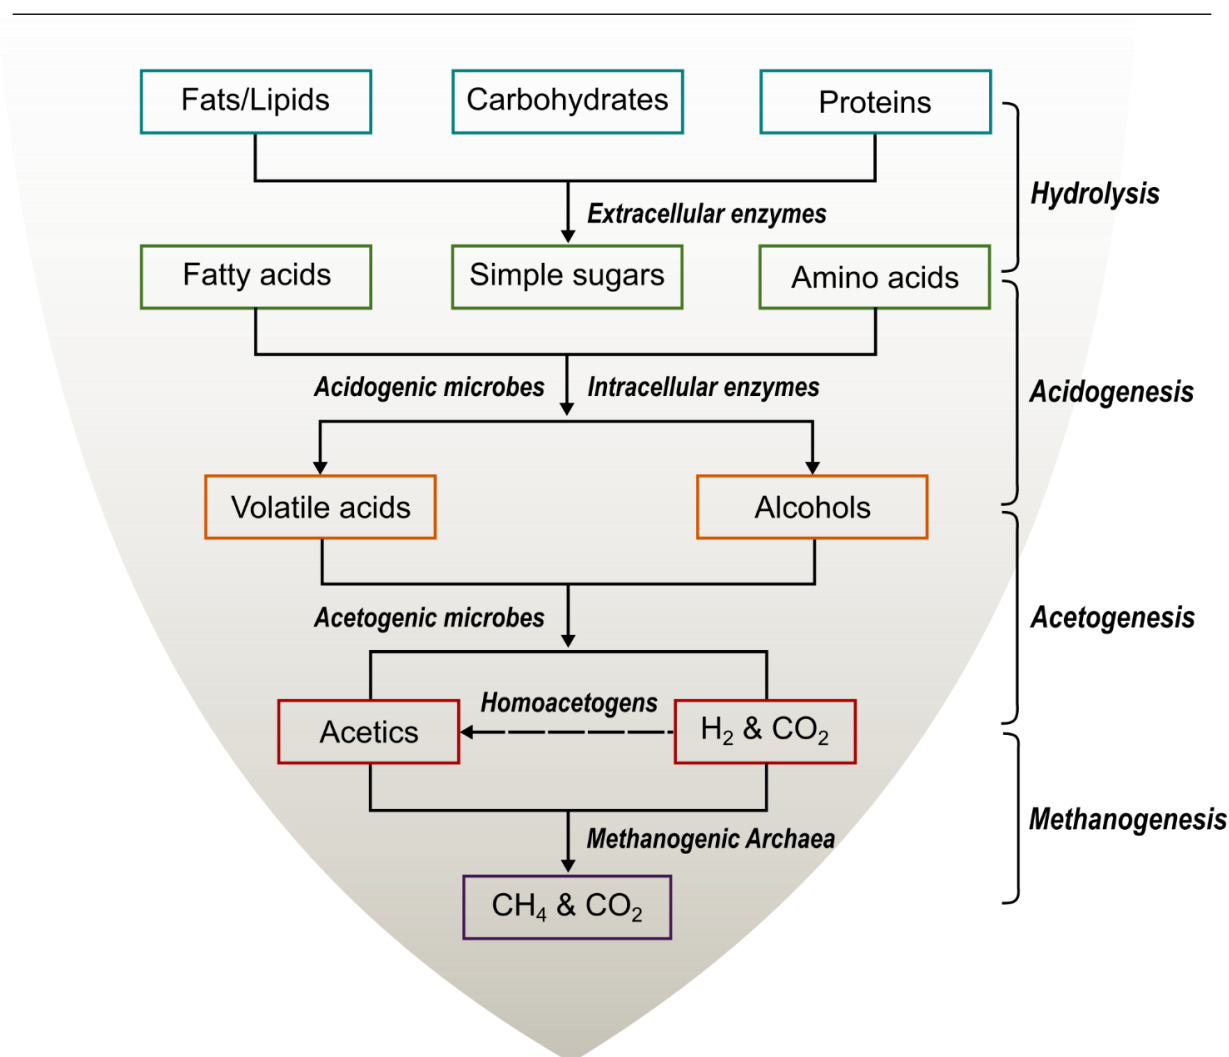 Fats/Lipids
Carbohydrates
Proteins
Hydrolysis
Extracellular enzymes
Fatty acids
Simple sugars
Amino acids
Acidogenic microbes
Intracellular enzymes
Acidogenesis
Volatile acids
Alcohols
Acetogenic microbes
Acetogenesis
Homoacetogens
Acetics
H₂ & CO₂
Methanogenic Archaea
Methanogenesis
CH₄ & CO₂